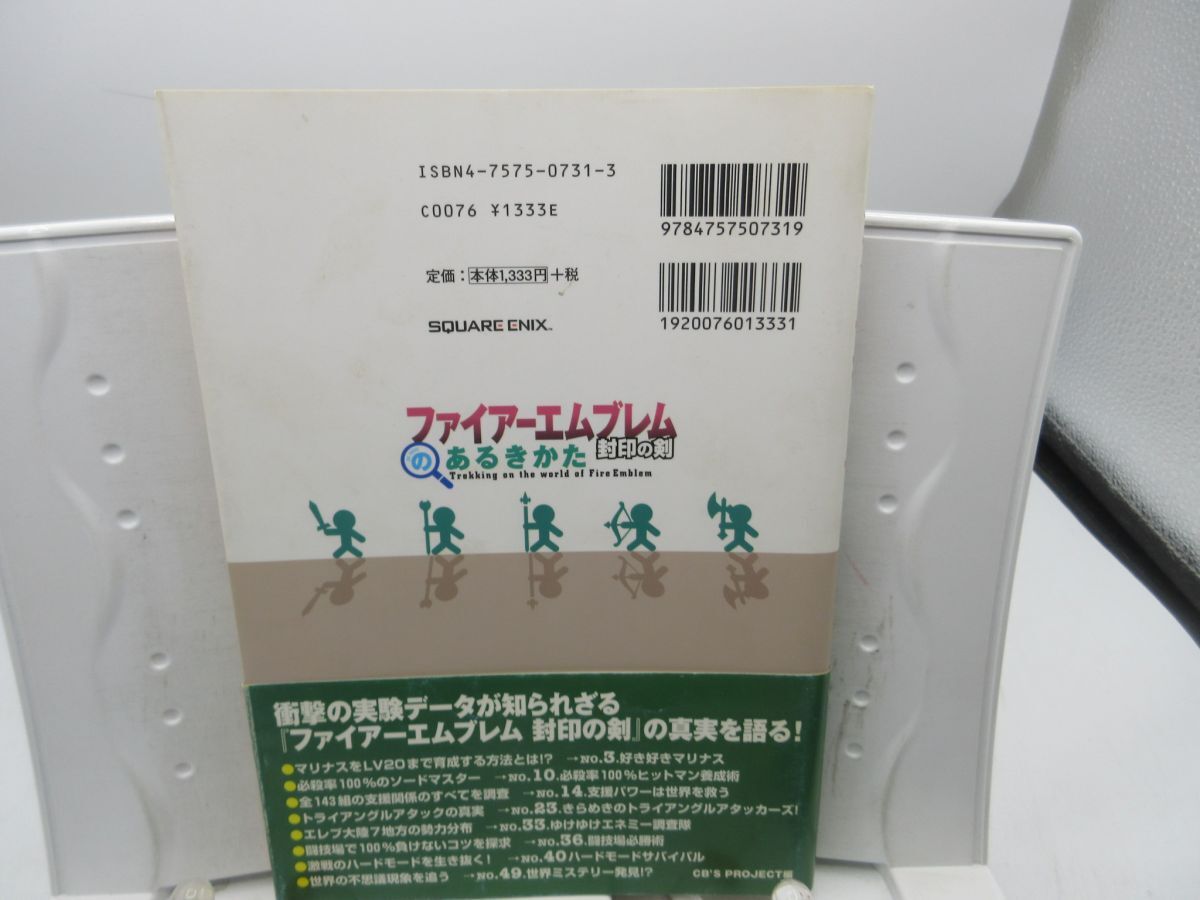 ISBN4-7575-0731-3
C0076 ¥1333E
9784757507319
定価：本体1,333円+税
1920076013331
SQUARE ENIX™
ファイアーエムブレム
封印の剣
のあるきかた
Trekking on the world of Fire Emblem
衝撃の実験データが知られざる
『ファイアーエムブレム 封印の剣』の真実を語る！
●マリナスをLV20まで育成する方法とは!? →No.3.好き好きマリナス
●必殺率100%のソードマスター →No.10.必殺率100%ヒットマン養成術
●全143組の支援関係のすべてを調査 →No.14.支援パワーは世界を救う
●トライアングルアタックの真実 →No.23.きらめきのトライアングルアタッカーズ!
●エレブ大陸7地方の勢力分布 →No.33.ゆけゆけエネミー調査隊
●闘技場で100%負けないコツを探求 →No.36.闘技場必勝術
●激戦のハードモードを生き抜く! →No.40ハードモードサバイバル
●世界の不思議現象を追う →No.49.世界ミステリー発見!?
CB'S PROJECT編